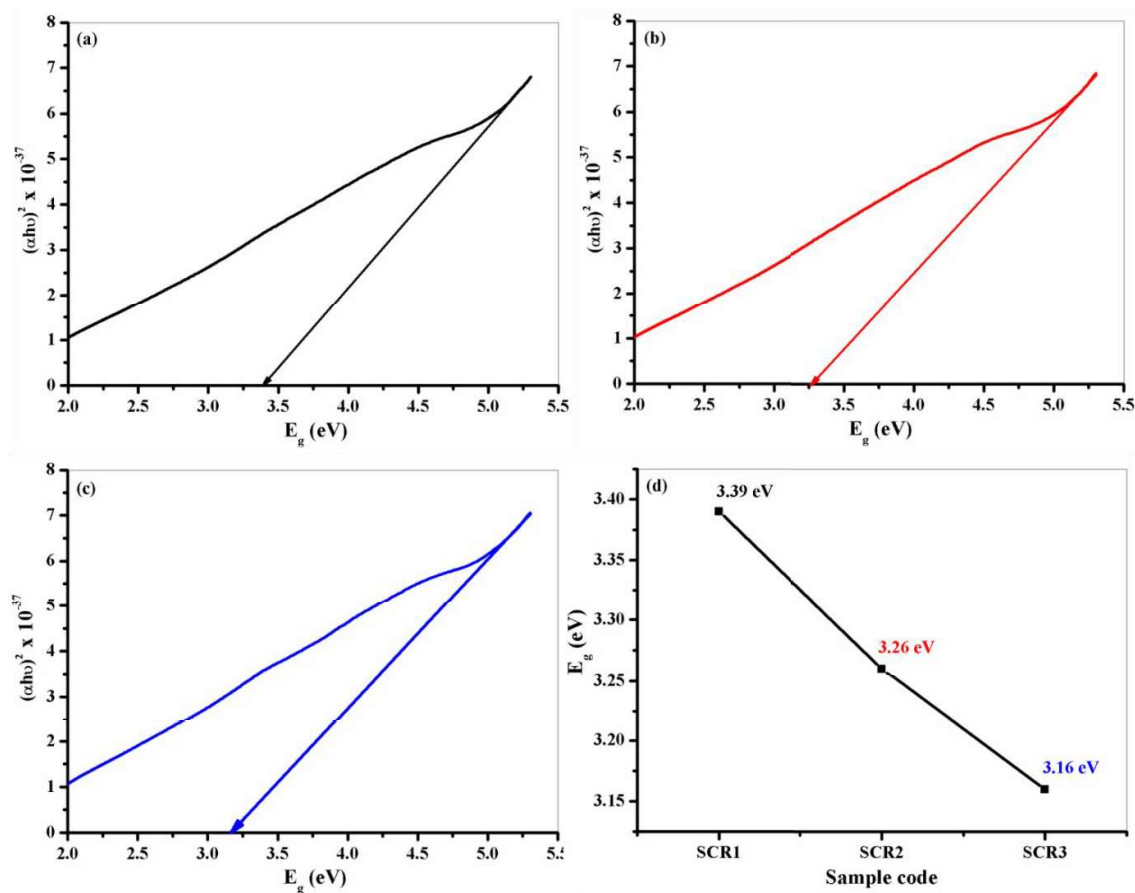 (a)
(αhυ)² x 10⁻³⁷
8
7
6
5
4
3
2
1
0
2.0 2.5 3.0 3.5 4.0 4.5 5.0 5.5
E_g (eV)
(b)
(αhυ)² x 10⁻³⁷
8
7
6
5
4
3
2
1
0
2.0 2.5 3.0 3.5 4.0 4.5 5.0 5.5
E_g (eV)
(c)
(αhυ)² x 10⁻³⁷
8
7
6
5
4
3
2
1
0
2.0 2.5 3.0 3.5 4.0 4.5 5.0 5.5
E_g (eV)
(d)
E_g (eV)
3.40
3.35
3.30
3.25
3.20
3.15
3.39 eV
3.26 eV
3.16 eV
SCR1 SCR2 SCR3
Sample code